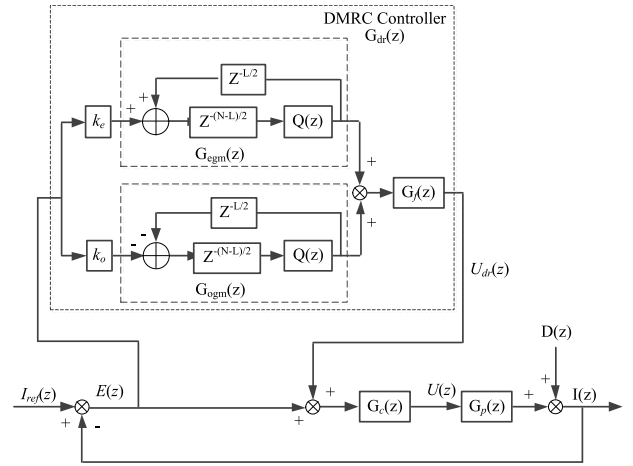 DMRC Controller
G_dr(z)
Z^-L/2
+
+
k_e
Z^-(N-L)/2
Q(z)
G_egm(z)
+
G_f(z)
+
Z^-L/2
-
-
k_o
Z^-(N-L)/2
Q(z)
G_ogm(z)
U_dr(z)
D(z)
I_ref(z)
E(z)
+
+
G_c(z)
U(z)
G_p(z)
+
+
I(z)
+
-